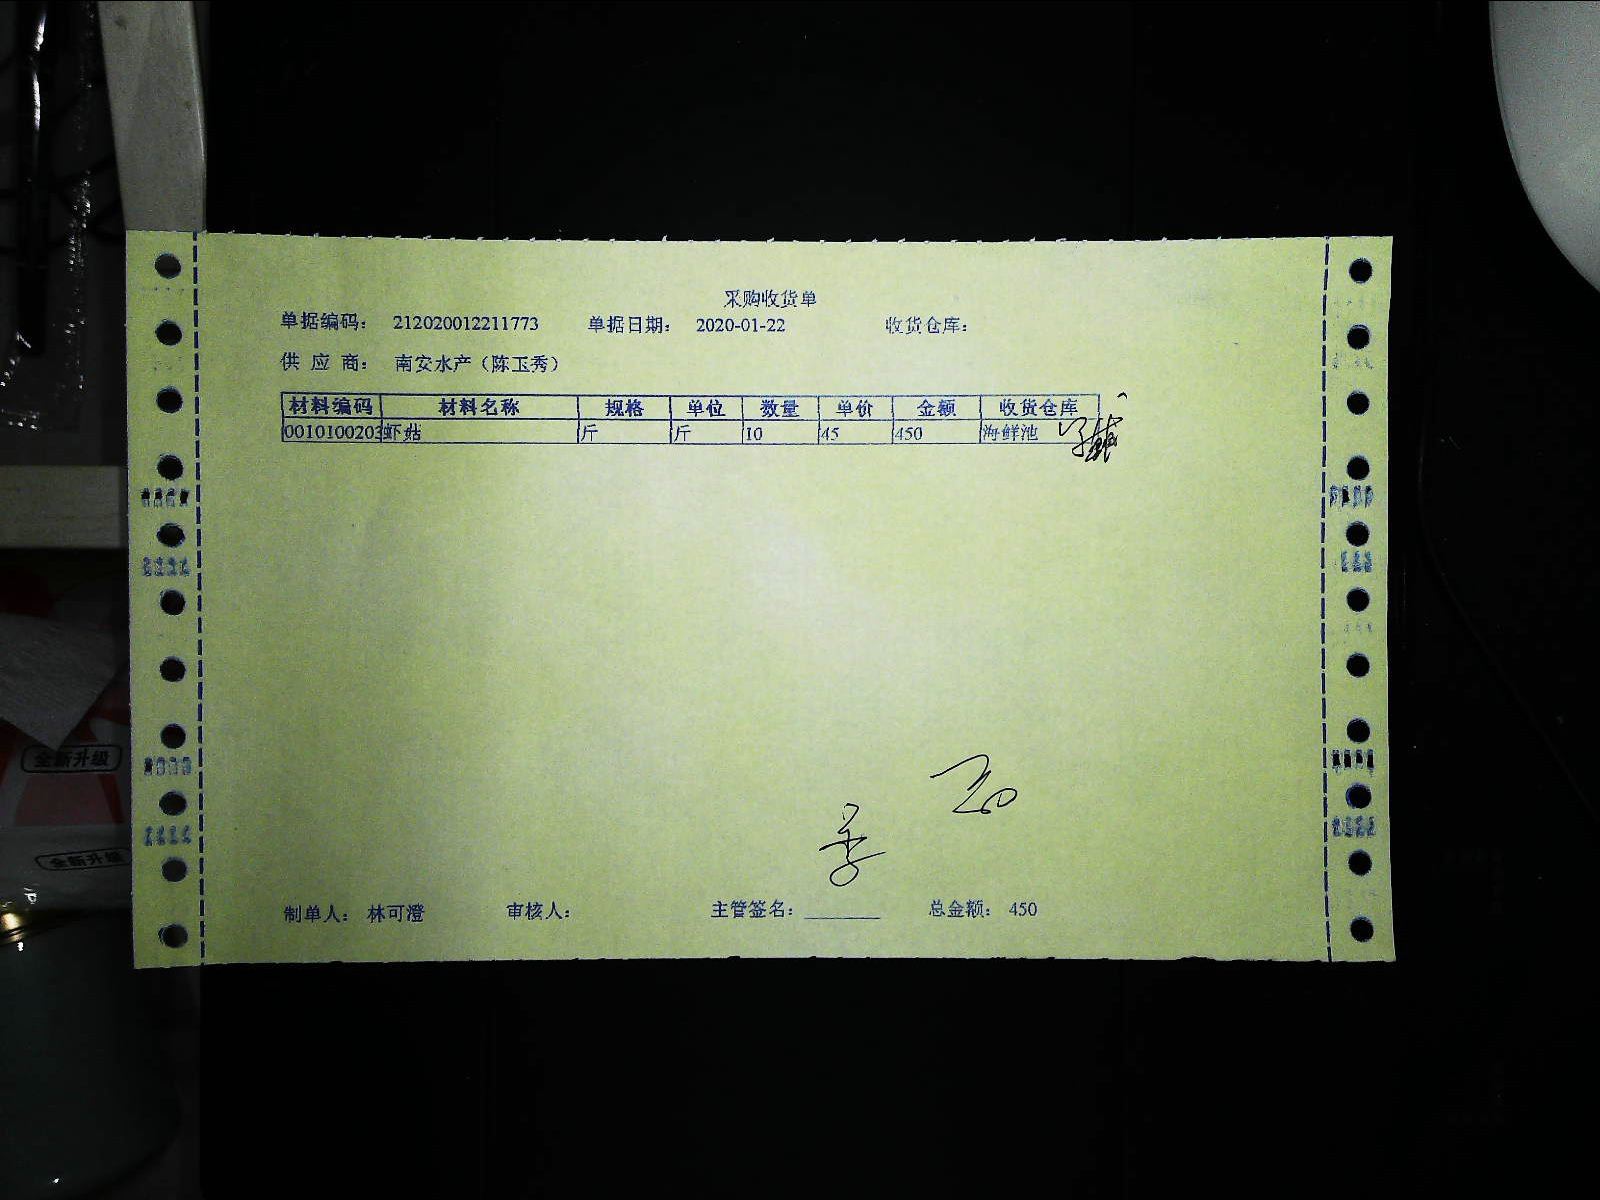 采购收货单
单据编码： 212020012211773 单据日期： 2020-01-22 收货仓库：
供 应 商： 南安水产（陈玉秀）
材料编码 材料名称 规格 单位 数量 单价 金额 收货仓库
0010100203 虾菇 斤 斤 10 45 450 海鲜池
制单人： 林可澄 审核人： 主管签名： 总金额： 450
全新升级
全新升级